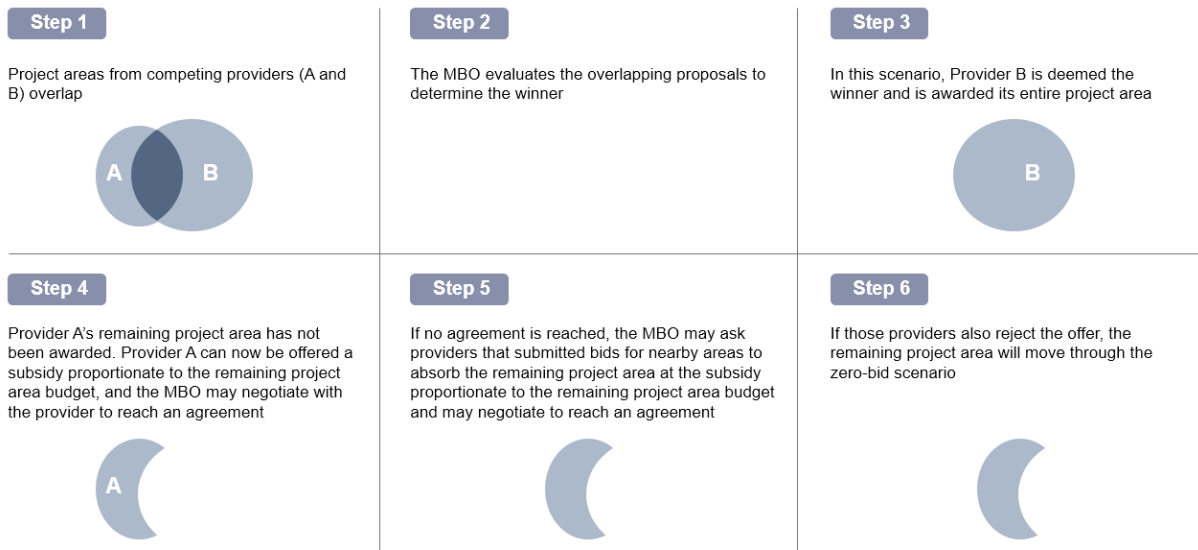 Step 1
Project areas from competing providers (A and
B) overlap
A
B
Step 2
The MBO evaluates the overlapping proposals to
determine the winner
Step 3
In this scenario, Provider B is deemed the
winner and is awarded its entire project area
B
Step 4
Provider A’s remaining project area has not
been awarded. Provider A can now be offered a
subsidy proportionate to the remaining project
area budget, and the MBO may negotiate with
the provider to reach an agreement
A
Step 5
If no agreement is reached, the MBO may ask
providers that submitted bids for nearby areas to
absorb the remaining project area at the subsidy
proportionate to the remaining project area budget
and may negotiate to reach an agreement
Step 6
If those providers also reject the offer, the
remaining project area will move through the
zero-bid scenario